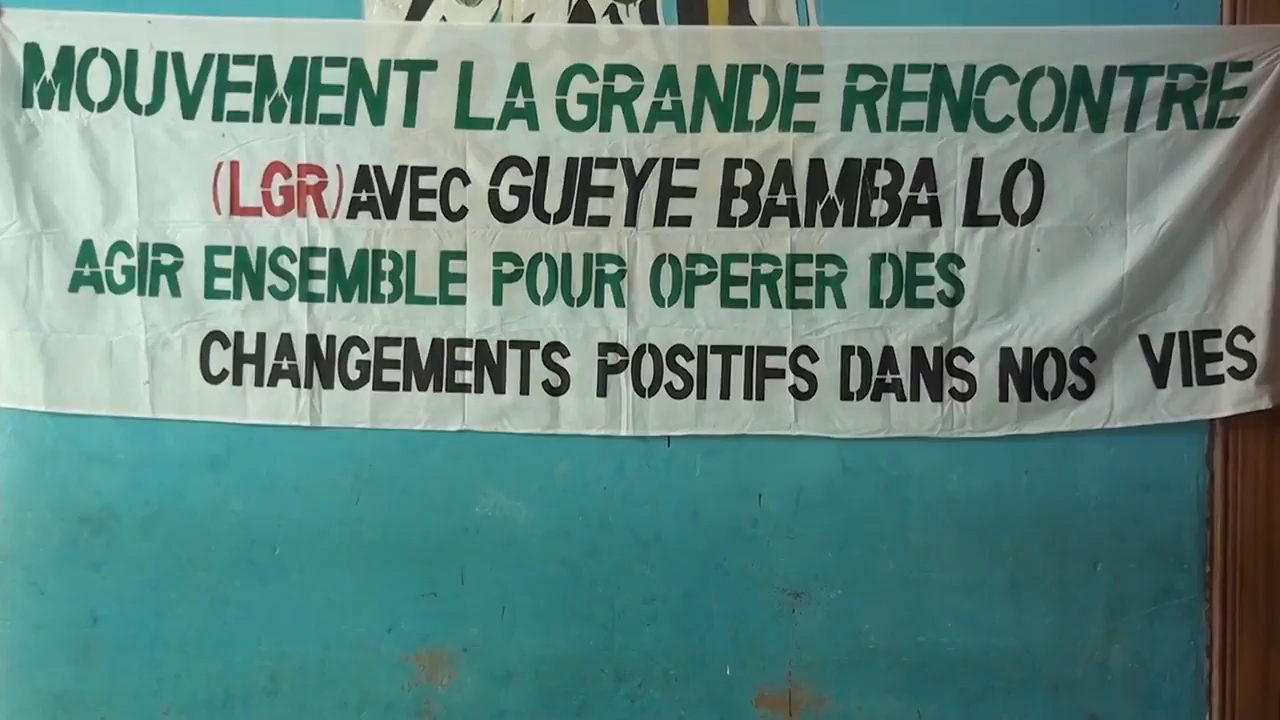 MOUVEMENT LA GRANDE RENCONTRE
(LGR) AVEC GUEYE BAMBA LO
AGIR ENSEMBLE POUR OPERER DES
CHANGEMENTS POSITIFS DANS NOS VIES